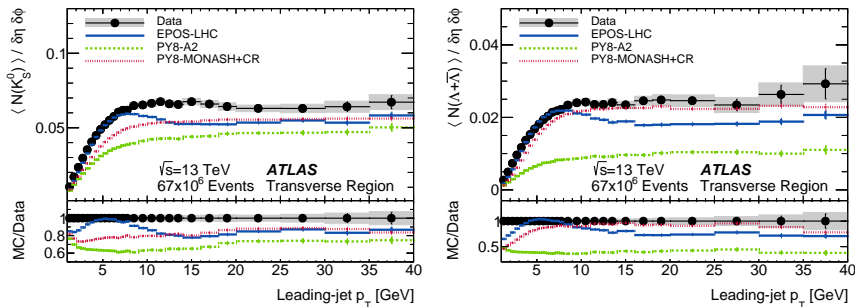 ⟨ N(K⁰_S) ⟩ / δη δφ
0.1
0.05
Data
EPOS-LHC
PY8-A2
PY8-MONASH+CR
√s=13 TeV ATLAS
67x10⁶ Events Transverse Region
MC/Data
1
0.8
0.6
5 10 15 20 25 30 35 40
Leading-jet p_T [GeV]
⟨ N(Λ+Λ̅) ⟩ / δη δφ
0.04
0.02
0
Data
EPOS-LHC
PY8-A2
PY8-MONASH+CR
√s=13 TeV ATLAS
67x10⁶ Events Transverse Region
MC/Data
1
0.5
5 10 15 20 25 30 35 40
Leading-jet p_T [GeV]